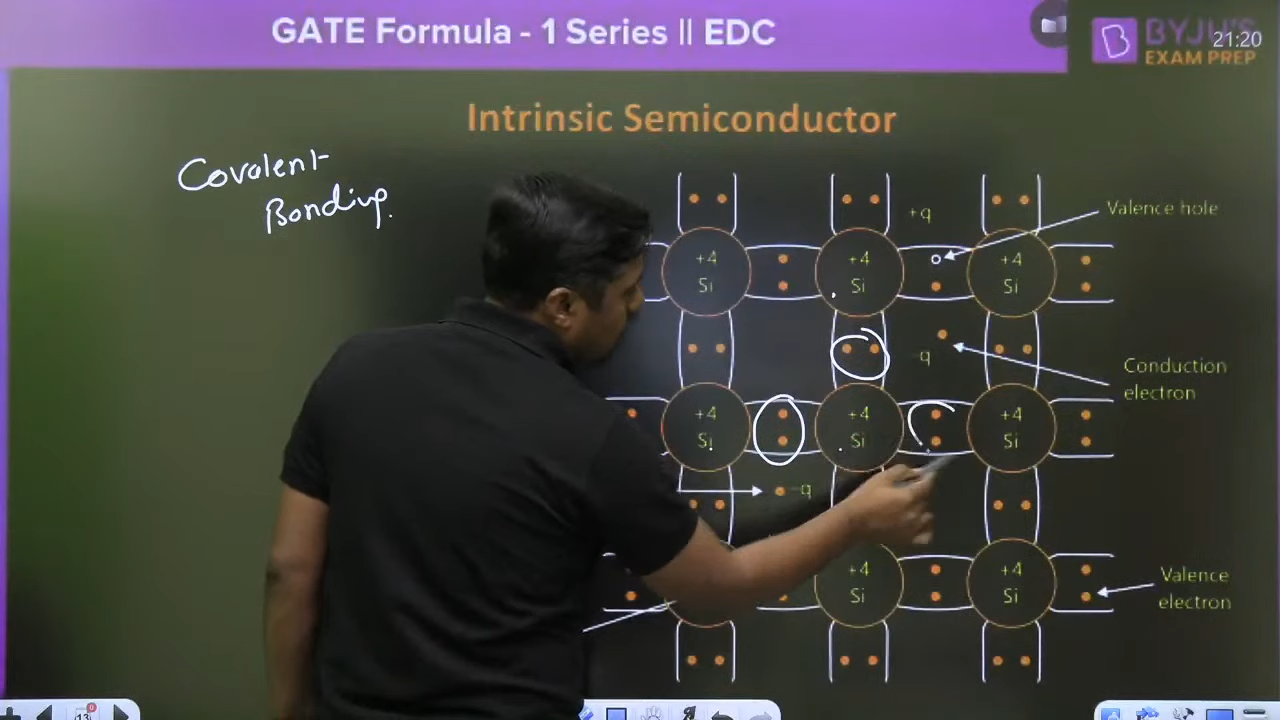 GATE Formula - 1 Series || EDC
BYJU'S
21:20
EXAM PREP
Intrinsic Semiconductor
Covalent
Bonding.
+q
Valence hole
+4
Si
+4
Si
+4
Si
-q
Conduction
electron
+4
Si
+4
Si
+4
Si
-q
+4
Si
+4
Si
Valence
electron
13